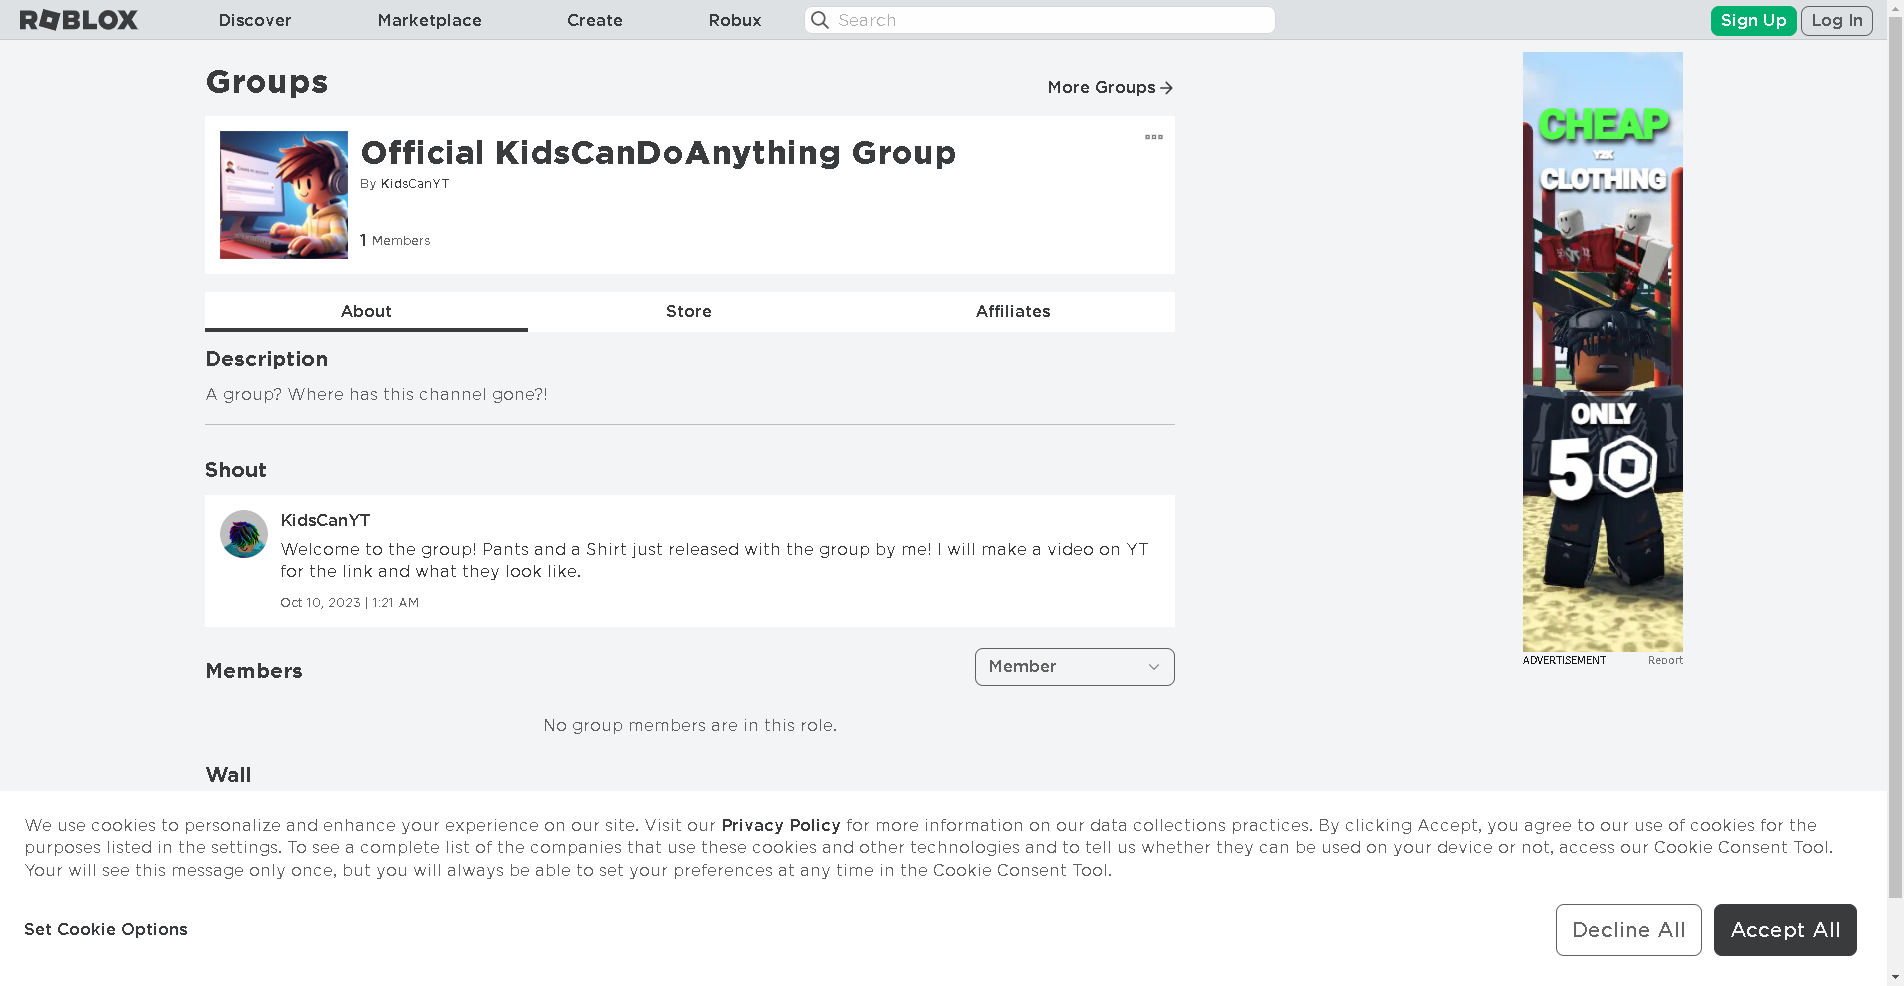 ROBLOX
Discover
Marketplace
Create
Robux
Search
Sign Up
Log In
Groups
More Groups
Official KidsCanDoAnything Group
By KidsCanYT
1 Members
About
Store
Affiliates
Description
A group? Where has this channel gone?!
Shout
KidsCanYT
Welcome to the group! Pants and a Shirt just released with the group by me! I will make a video on YT
for the link and what they look like.
Oct 10, 2023 | 1:21 AM
Members
Member
No group members are in this role.
Wall
CHEAP
Y2K
CLOTHING
ONLY
5
ADVERTISEMENT
Report
We use cookies to personalize and enhance your experience on our site. Visit our Privacy Policy for more information on our data collections practices. By clicking Accept, you agree to our use of cookies for the
purposes listed in the settings. To see a complete list of the companies that use these cookies and other technologies and to tell us whether they can be used on your device or not, access our Cookie Consent Tool.
Your will see this message only once, but you will always be able to set your preferences at any time in the Cookie Consent Tool.
Set Cookie Options
Decline All
Accept All